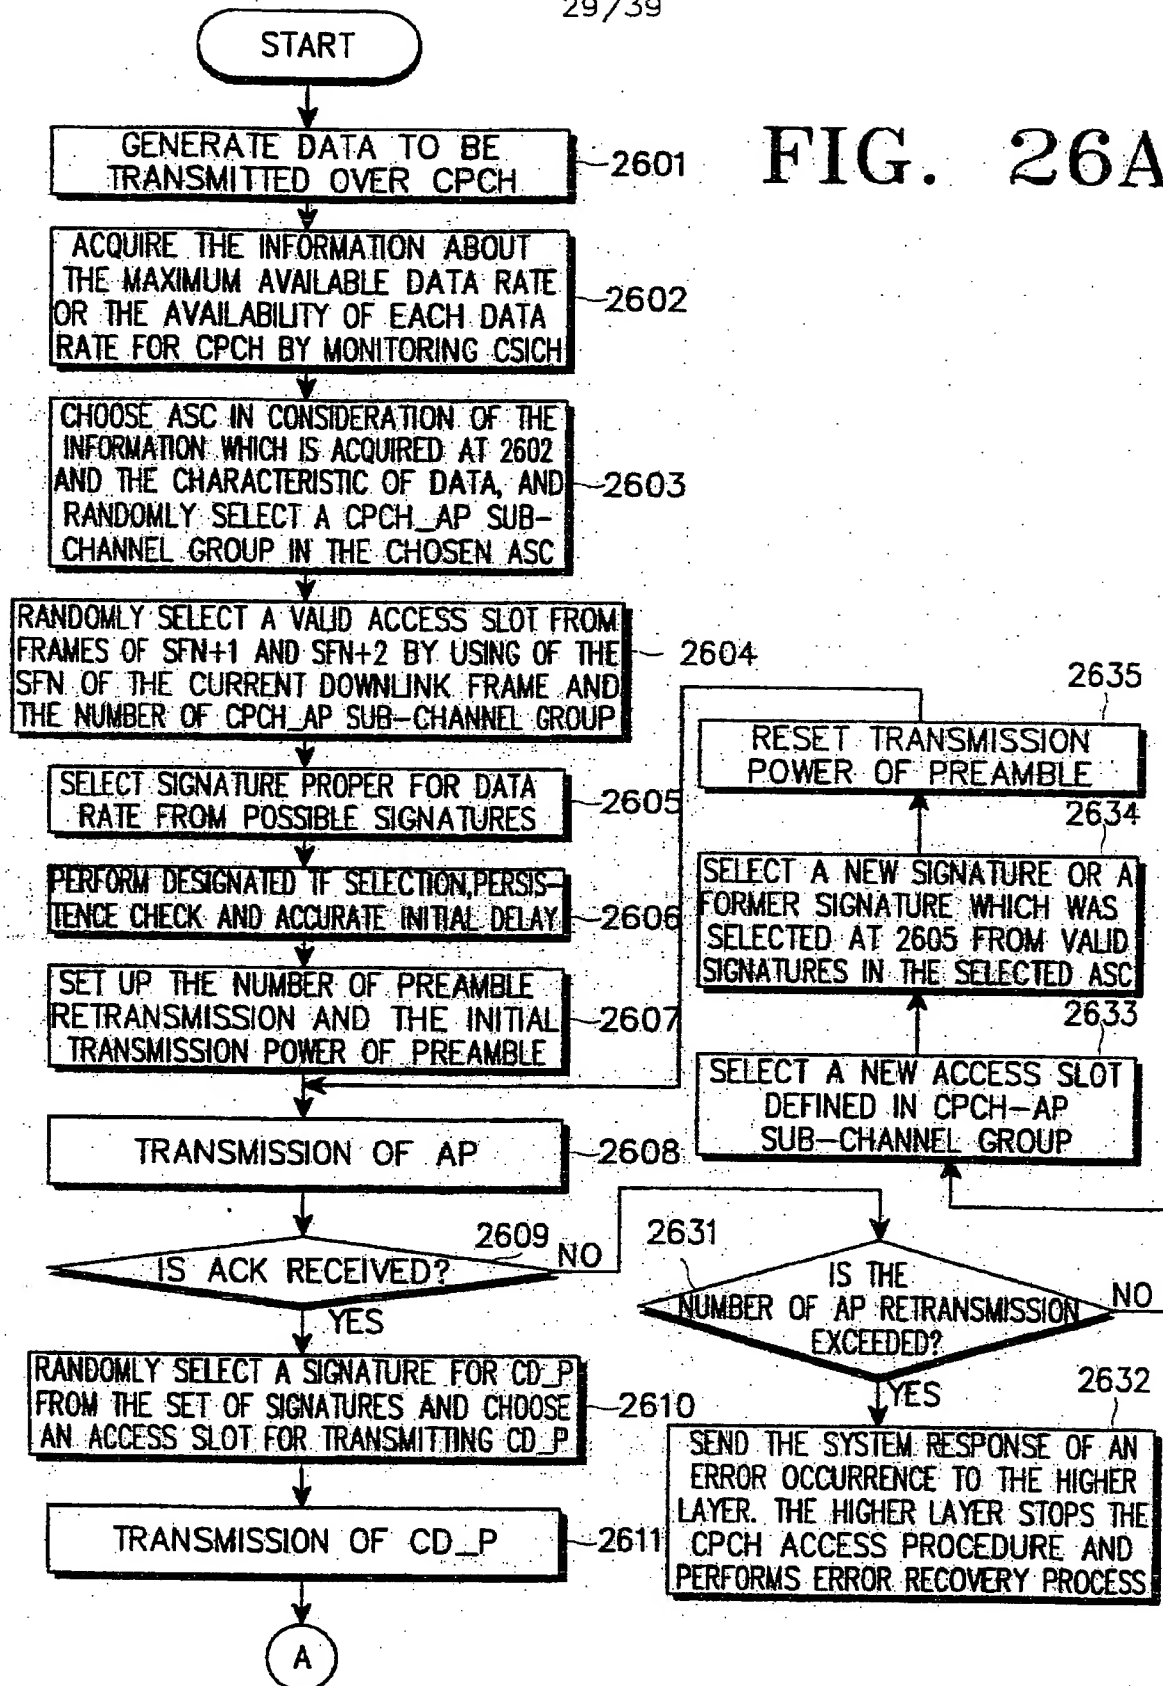 29/39
START
FIG. 26A
GENERATE DATA TO BE
TRANSMITTED OVER CPCH
2601
ACQUIRE THE INFORMATION ABOUT
THE MAXIMUM AVAILABLE DATA RATE
OR THE AVAILABILITY OF EACH DATA
RATE FOR CPCH BY MONITORING CSICH
2602
CHOOSE ASC IN CONSIDERATION OF THE
INFORMATION WHICH IS ACQUIRED AT 2602
AND THE CHARACTERISTIC OF DATA, AND
RANDOMLY SELECT A CPCH_AP SUB-
CHANNEL GROUP IN THE CHOSEN ASC
2603
RANDOMLY SELECT A VALID ACCESS SLOT FROM
FRAMES OF SFN+1 AND SFN+2 BY USING OF THE
SFN OF THE CURRENT DOWNLINK FRAME AND
THE NUMBER OF CPCH_AP SUB-CHANNEL GROUP
2604
SELECT SIGNATURE PROPER FOR DATA
RATE FROM POSSIBLE SIGNATURES
2605
PERFORM DESIGNATED TF SELECTION,PERSIS-
TENCE CHECK AND ACCURATE INITIAL DELAY
2606
SET UP THE NUMBER OF PREAMBLE
RETRANSMISSION AND THE INITIAL
TRANSMISSION POWER OF PREAMBLE
2607
TRANSMISSION OF AP
2608
IS ACK RECEIVED?
2609
NO
YES
RANDOMLY SELECT A SIGNATURE FOR CD_P
FROM THE SET OF SIGNATURES AND CHOOSE
AN ACCESS SLOT FOR TRANSMITTING CD_P
2610
TRANSMISSION OF CD_P
2611
A
2635
RESET TRANSMISSION
POWER OF PREAMBLE
2634
SELECT A NEW SIGNATURE OR A
FORMER SIGNATURE WHICH WAS
SELECTED AT 2605 FROM VALID
SIGNATURES IN THE SELECTED ASC
2633
SELECT A NEW ACCESS SLOT
DEFINED IN CPCH-AP
SUB-CHANNEL GROUP
2631
IS THE
NUMBER OF AP RETRANSMISSION
EXCEEDED?
NO
YES
2632
SEND THE SYSTEM RESPONSE OF AN
ERROR OCCURRENCE TO THE HIGHER
LAYER. THE HIGHER LAYER STOPS THE
CPCH ACCESS PROCEDURE AND
PERFORMS ERROR RECOVERY PROCESS